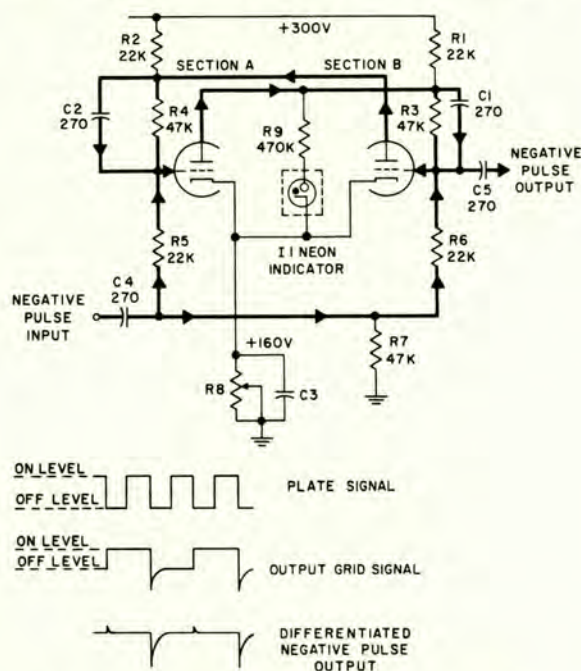 +300V
R2
22K
R1
22K
SECTION A
SECTION B
C2
270
R4
47K
R9
470K
R3
47K
C1
270
NEGATIVE
PULSE
OUTPUT
C5
270
R5
22K
I1 NEON
INDICATOR
R6
22K
NEGATIVE
PULSE
INPUT
C4
270
+160V
R7
47K
R8
C3
ON LEVEL
OFF LEVEL
PLATE SIGNAL
ON LEVEL
OFF LEVEL
OUTPUT GRID SIGNAL
DIFFERENTIATED
NEGATIVE PULSE
OUTPUT